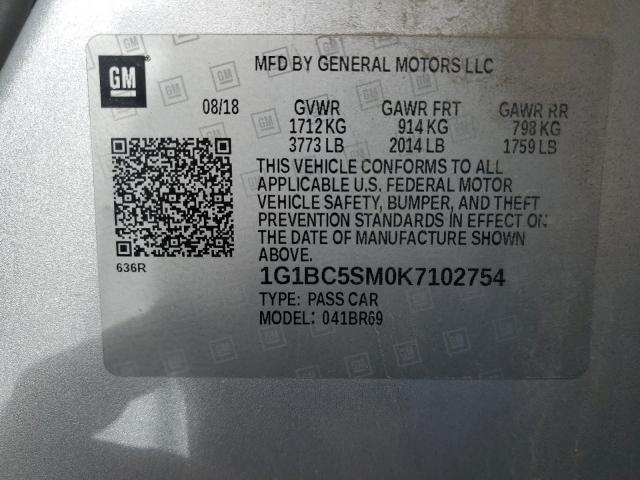 GM
MFD BY GENERAL MOTORS LLC
08/18 GVWR GAWR FRT GAWR RR
1712 KG 914 KG 798 KG
3773 LB 2014 LB 1759 LB
THIS VEHICLE CONFORMS TO ALL
APPLICABLE U.S. FEDERAL MOTOR
VEHICLE SAFETY, BUMPER, AND THEFT
PREVENTION STANDARDS IN EFFECT ON
THE DATE OF MANUFACTURE SHOWN
ABOVE.
636R
1G1BC5SM0K7102754
TYPE: PASS CAR
MODEL: 041BR69